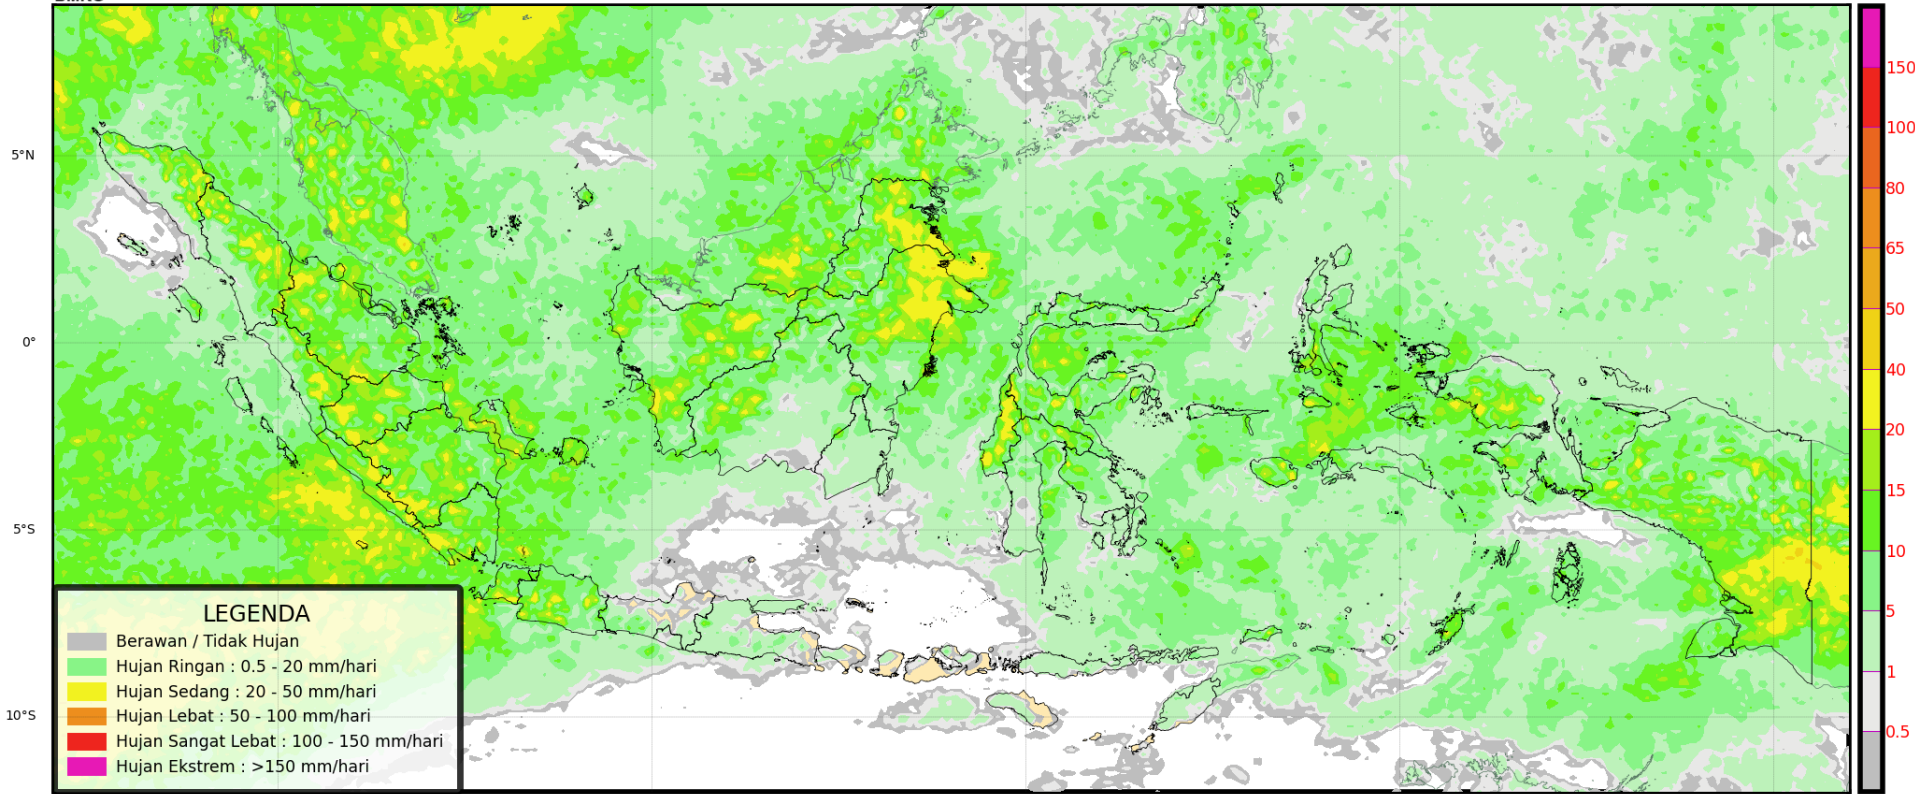 5°N
0°
5°S
10°S
LEGENDA
Berawan / Tidak Hujan
Hujan Ringan : 0.5 - 20 mm/hari
Hujan Sedang : 20 - 50 mm/hari
Hujan Lebat : 50 - 100 mm/hari
Hujan Sangat Lebat : 100 - 150 mm/hari
Hujan Ekstrem : >150 mm/hari
150
100
80
65
50
40
20
15
10
5
1
0.5